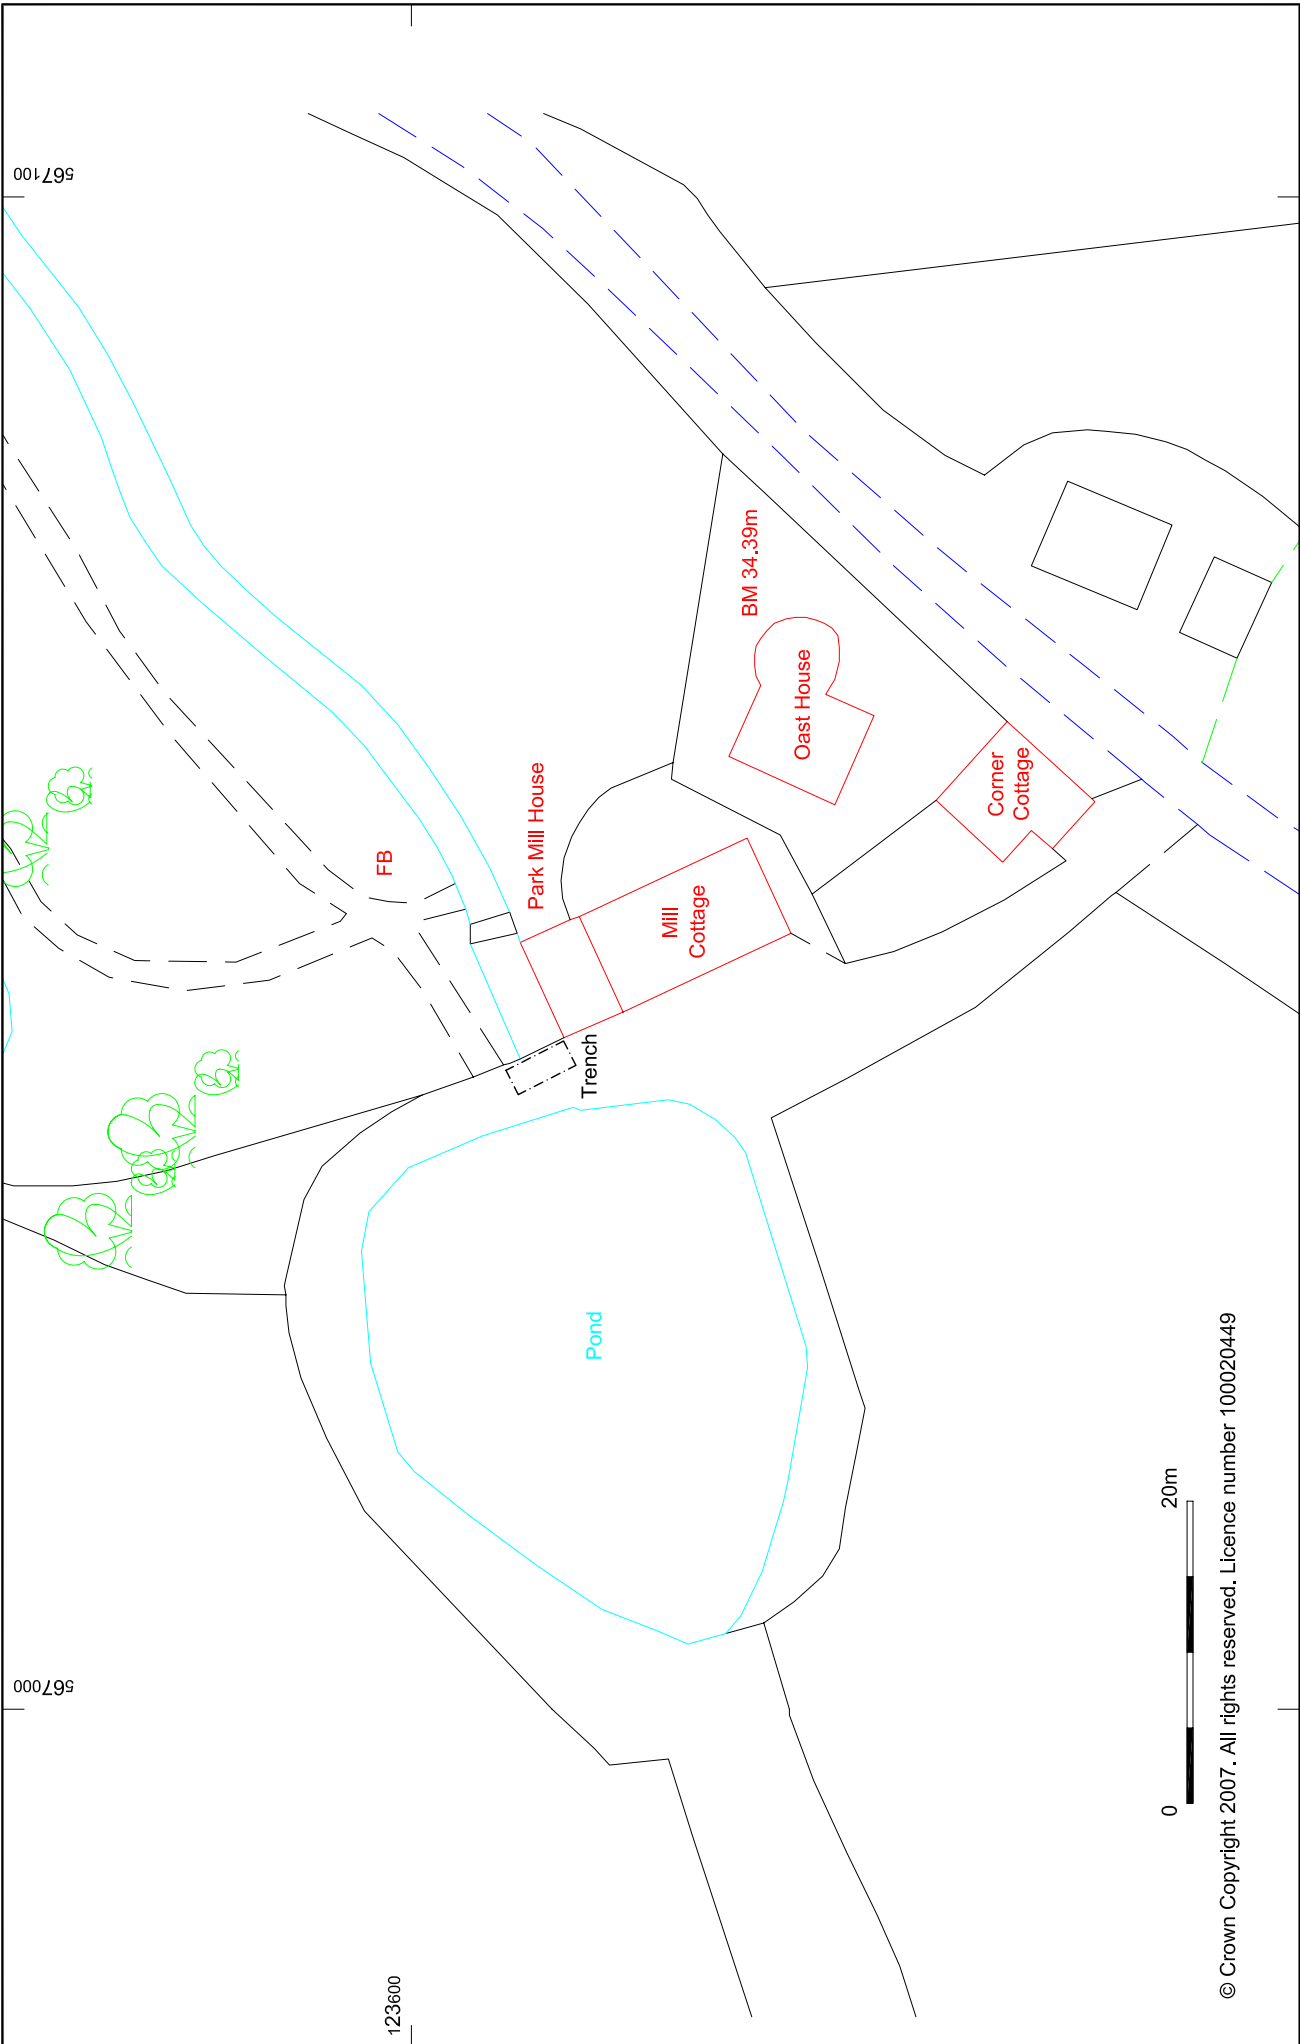 567100
FB
Park Mill House
BM 34.39m
Oast House
Corner
Cottage
Mill
Cottage
Trench
Pond
567000
123600
0
20m
© Crown Copyright 2007. All rights reserved. Licence number 100020449